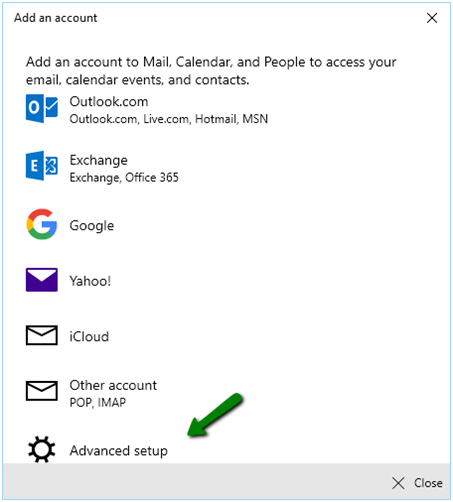 Add an account
Add an account to Mail, Calendar, and People to access your
email, calendar events, and contacts.
Outlook.com
Outlook.com, Live.com, Hotmail, MSN
Exchange
Exchange, Office 365
Google
Yahoo!
iCloud
Other account
POP, IMAP
Advanced setup
Close